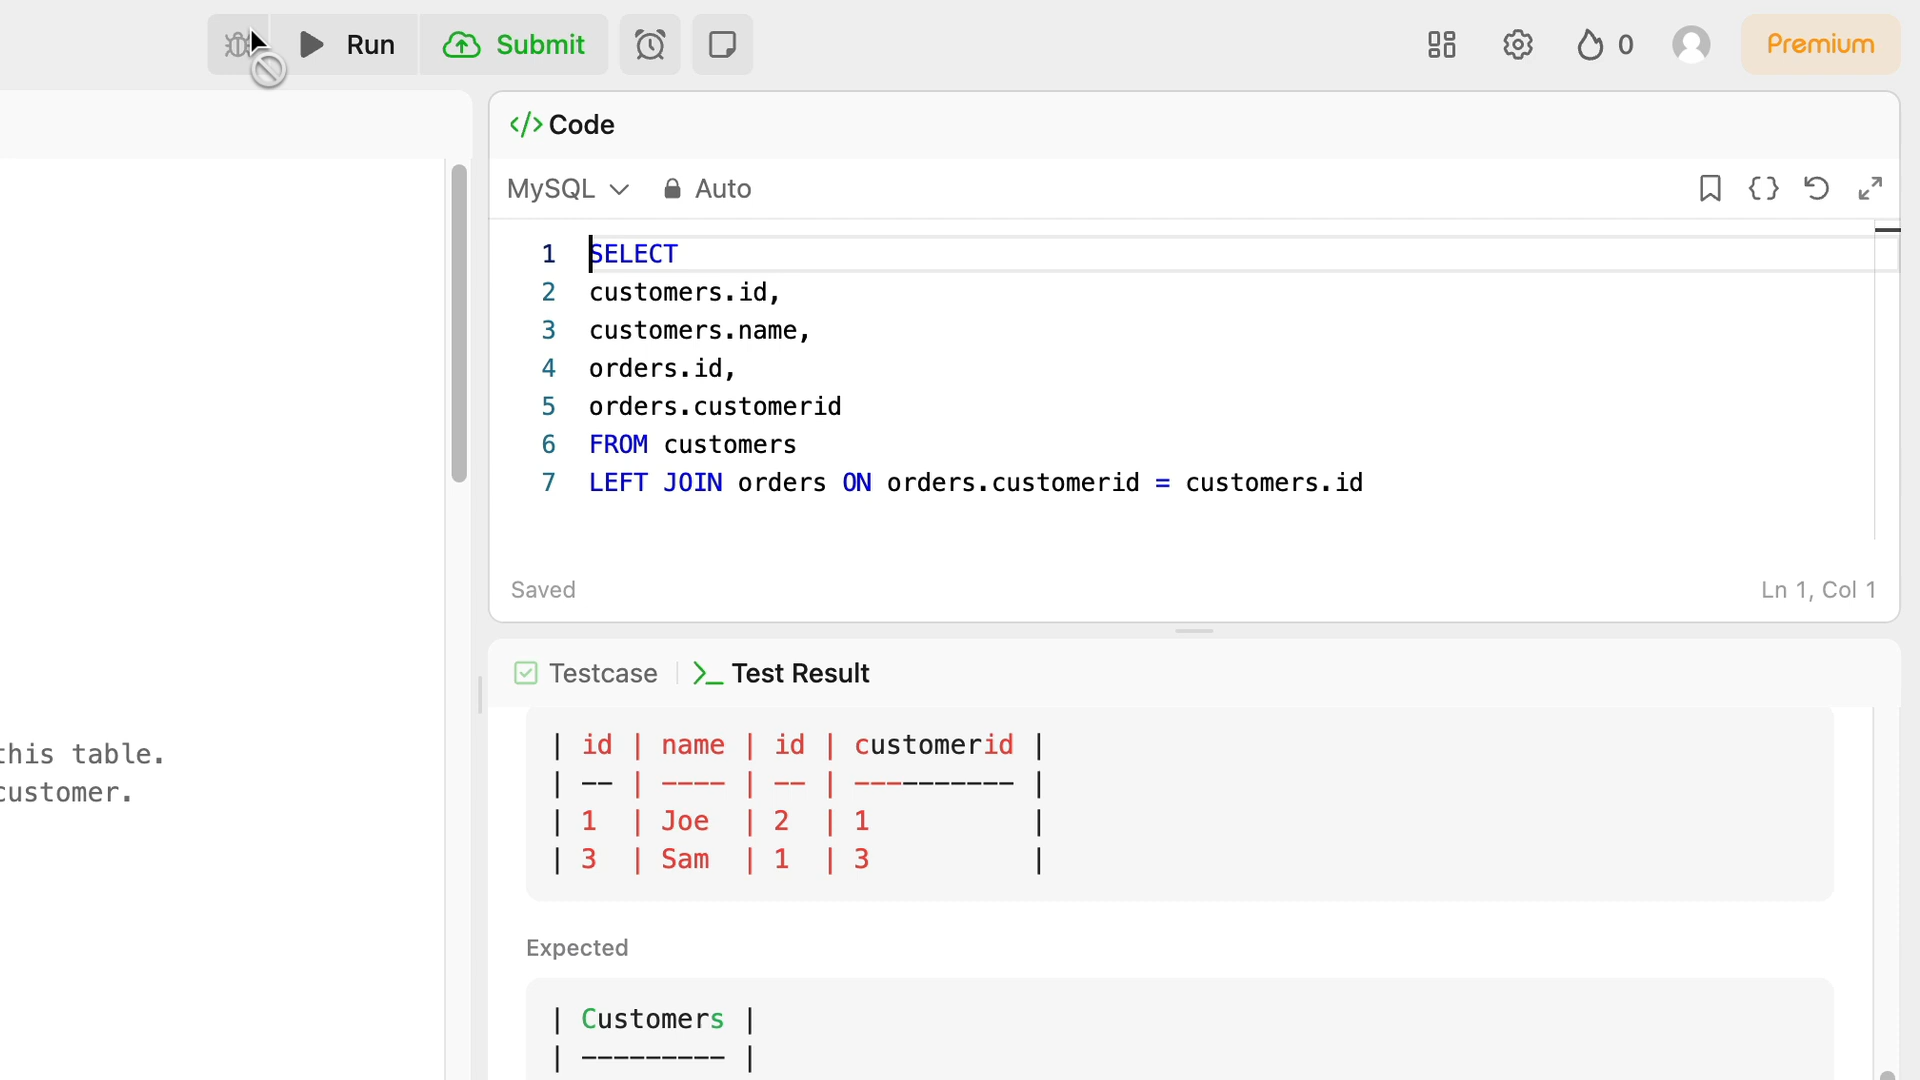 Run
Submit
0
Premium
</> Code
MySQL Auto
1 SELECT
2 customers.id,
3 customers.name,
4 orders.id,
5 orders.customerid
6 FROM customers
7 LEFT JOIN orders ON orders.customerid = customers.id
Saved
Ln 1, Col 1
this table.
customer.
Testcase
Test Result
| id | name | id | customerid |
| -- | ---- | -- | ---------- |
| 1 | Joe | 2 | 1 |
| 3 | Sam | 1 | 3 |
Expected
| Customers |
| --------- |